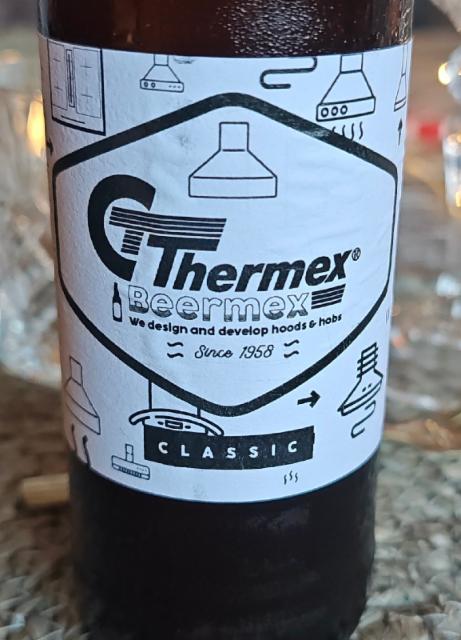 Thermex®
Beermex
We design and develop hoods & hobs
Since 1958
CLASSIC